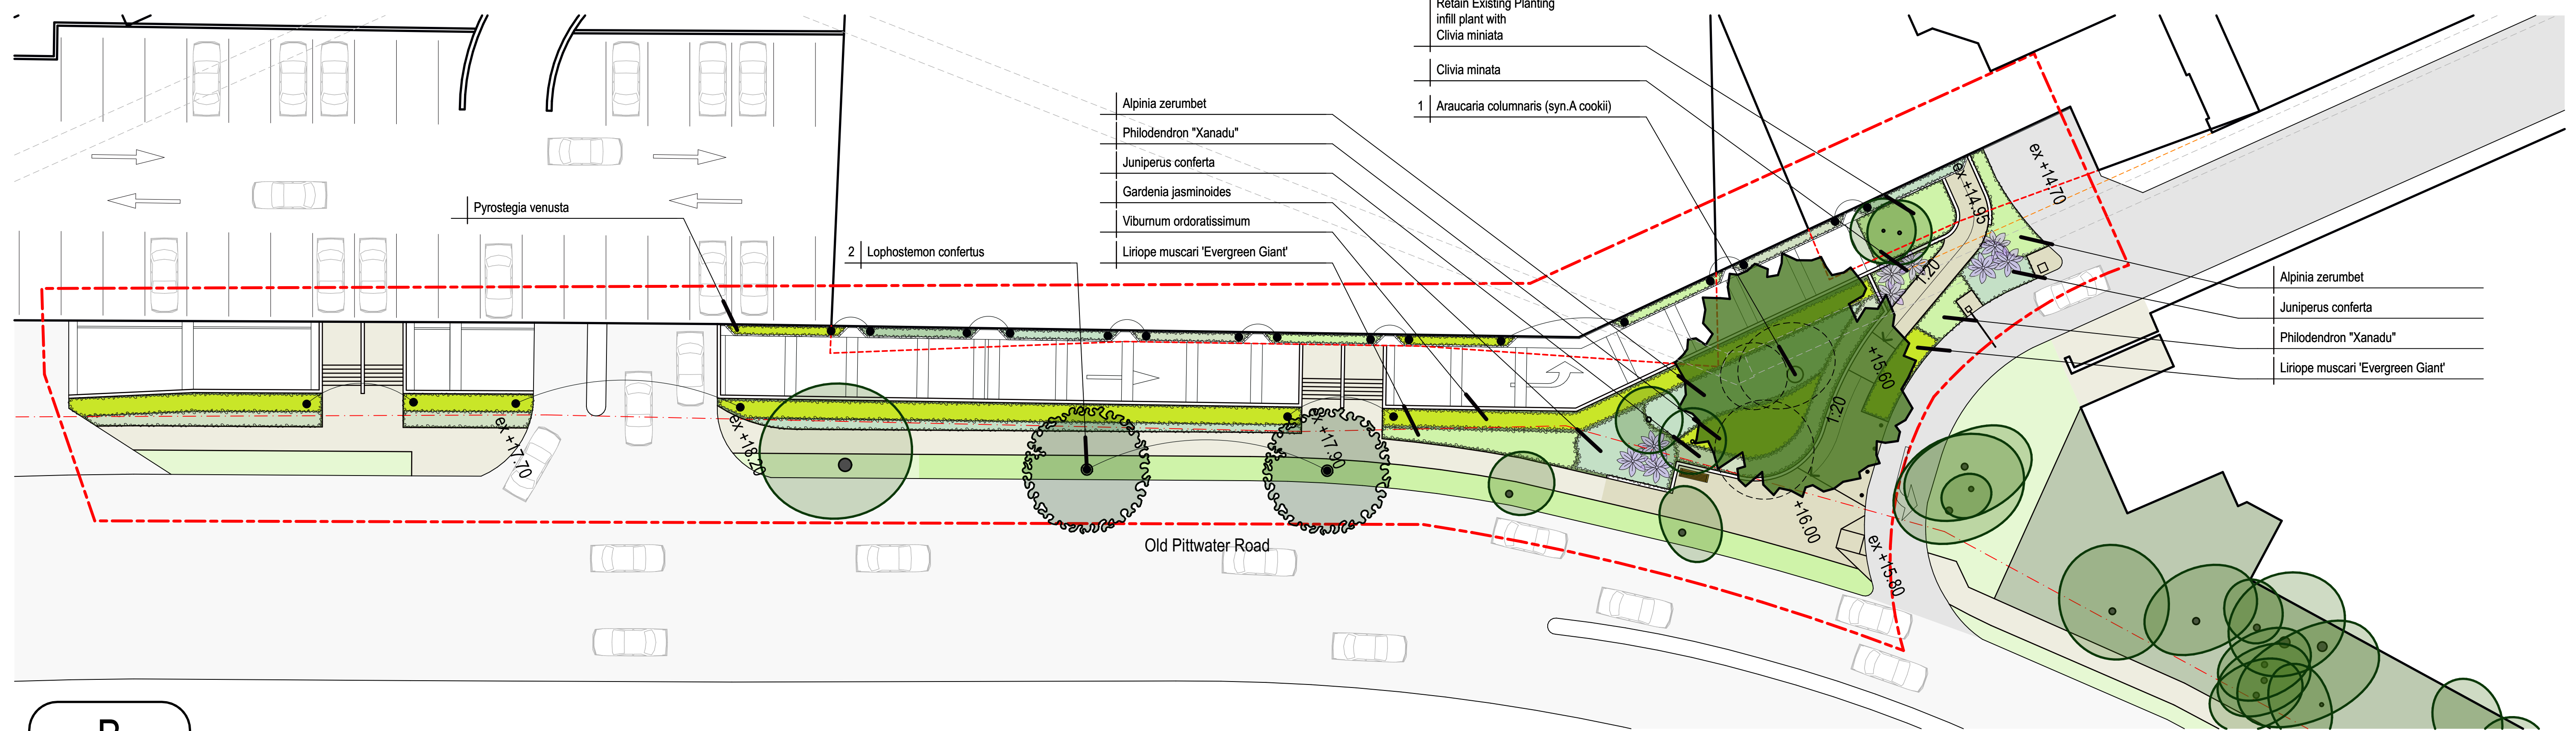 Retain Existing Planting
infill plant with
Clivia miniata
Clivia minata
1 Araucaria columnaris (syn.A cookii)
Alpinia zerumbet
Philodendron "Xanadu"
Juniperus conferta
Gardenia jasminoides
Viburnum ordoratissimum
Liriope muscari 'Evergreen Giant'
Pyrostegia venusta
2 Lophostemon confertus
ex +14.70
ex +14.95
1:20
+15.60
1:20
+16.00
ex +15.80
ex +17.70
ex +18.20
ex +17.90
Alpinia zerumbet
Juniperus conferta
Philodendron "Xanadu"
Liriope muscari 'Evergreen Giant'
Old Pittwater Road